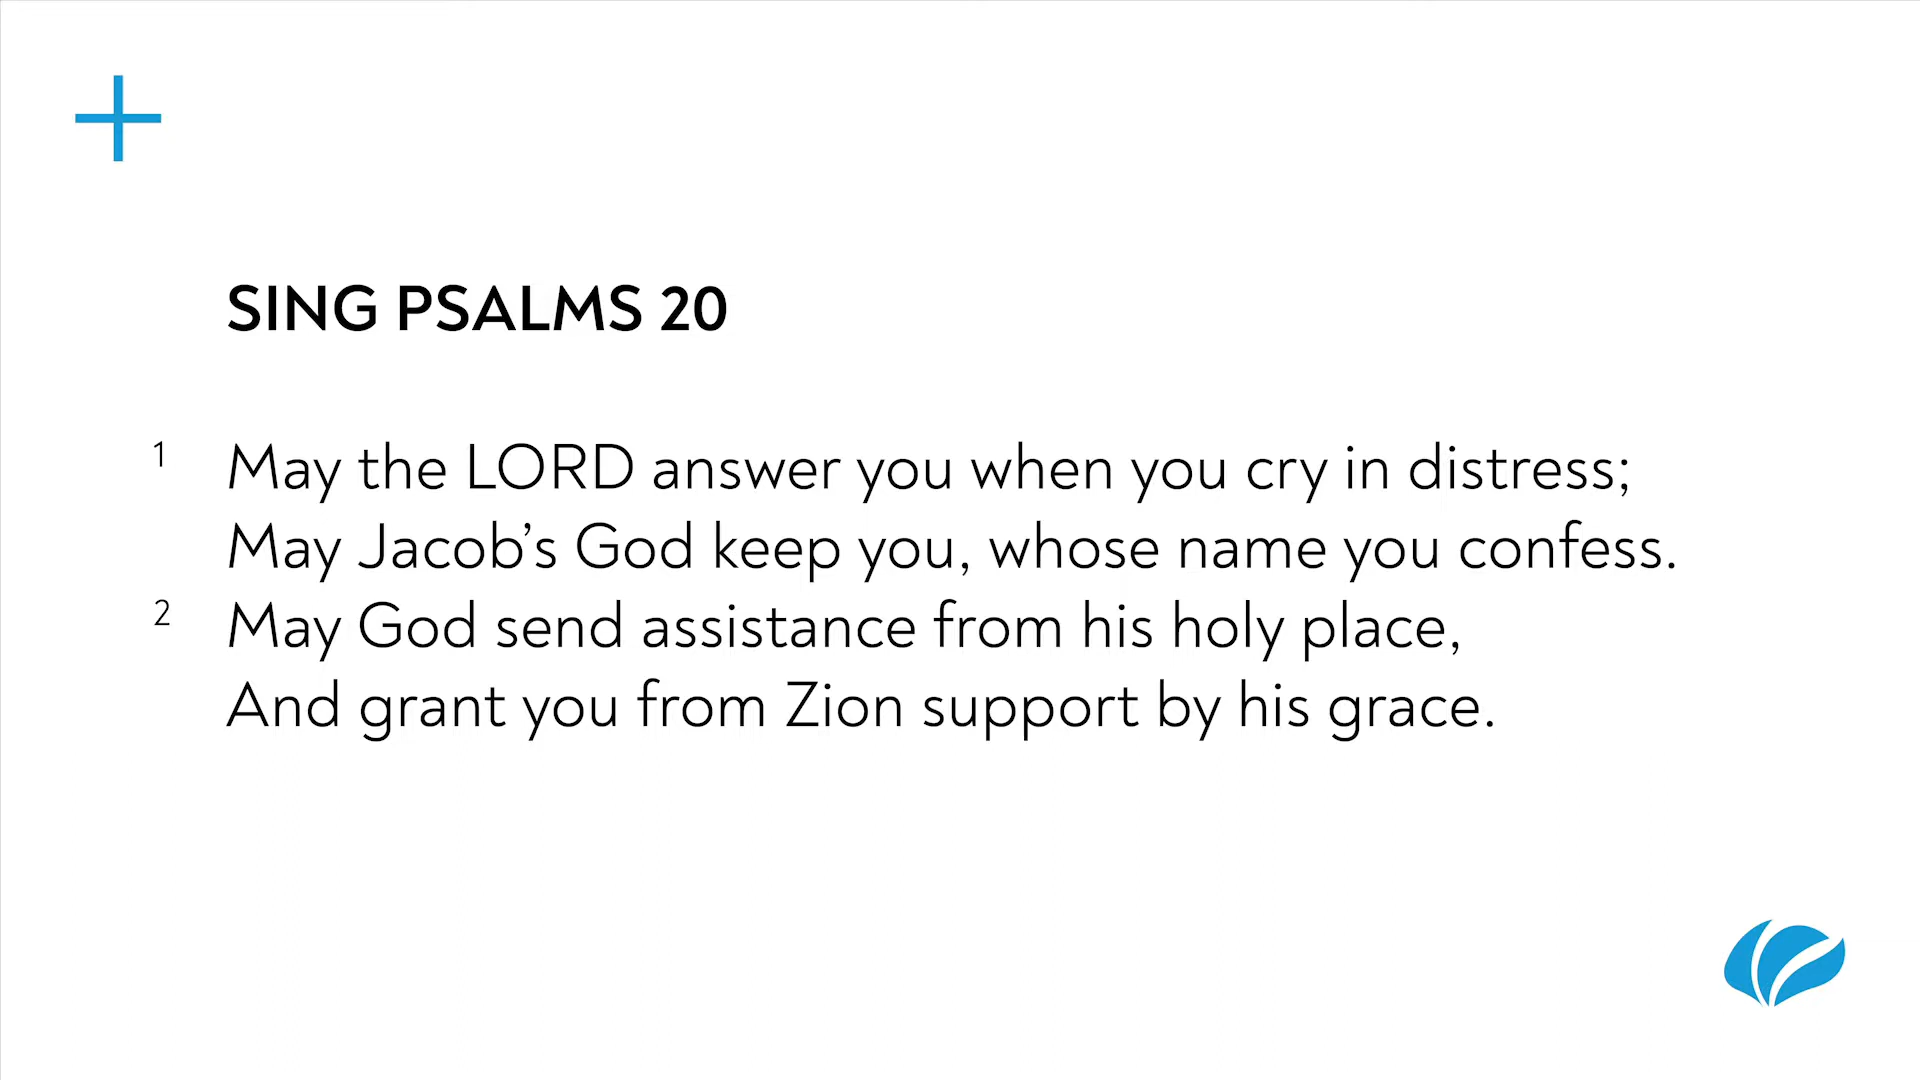 SING PSALMS 20
1 May the LORD answer you when you cry in distress;
May Jacob’s God keep you, whose name you confess.
2 May God send assistance from his holy place,
And grant you from Zion support by his grace.